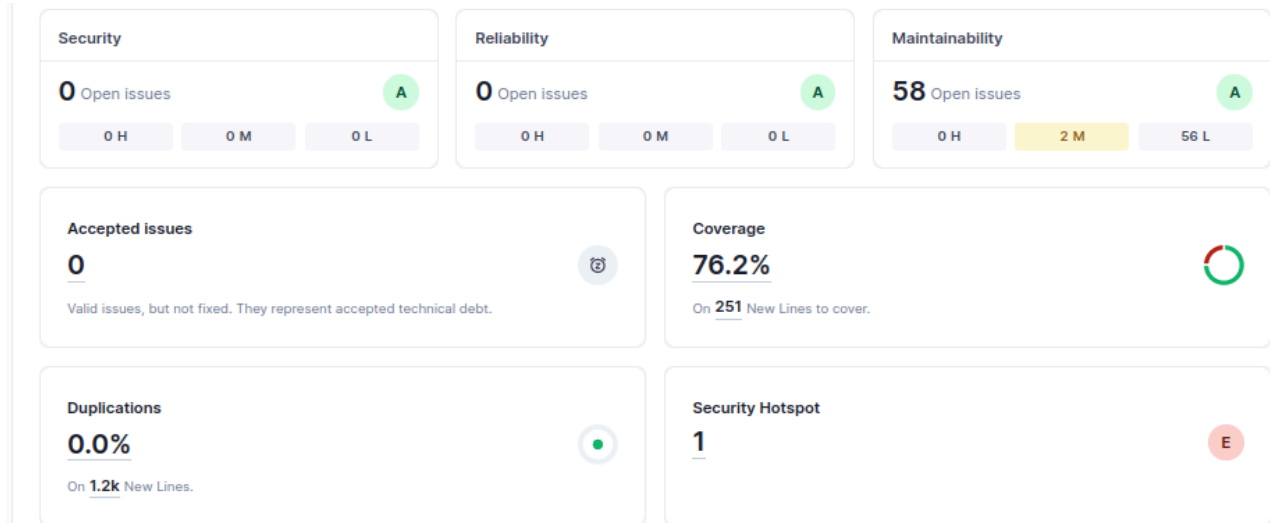 Security
0 Open issues
A
0 H
0 M
0 L
Reliability
0 Open issues
A
0 H
0 M
0 L
Maintainability
58 Open issues
A
0 H
2 M
56 L
Accepted issues
0
Valid issues, but not fixed. They represent accepted technical debt.
Coverage
76.2%
On 251 New Lines to cover.
Duplications
0.0%
On 1.2k New Lines.
Security Hotspot
1
E